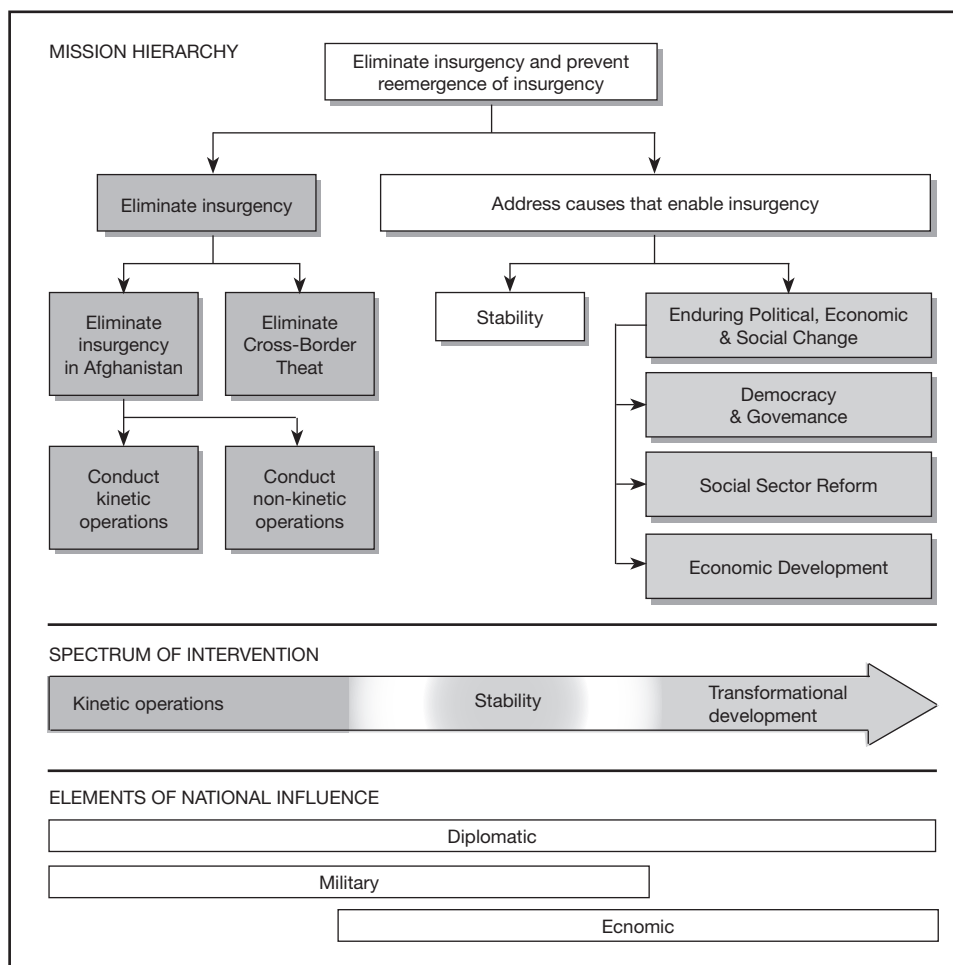 MISSION HIERARCHY
Eliminate insurgency and prevent
reemergence of insurgency
Eliminate insurgency
Address causes that enable insurgency
Eliminate
insurgency
in Afghanistan
Eliminate
Cross-Border
Theat
Stability
Enduring Political, Economic
& Social Change
Democracy
& Govemance
Conduct
kinetic
operations
Conduct
non-kinetic
operations
Social Sector Reform
Economic Development
SPECTRUM OF INTERVENTION
Kinetic operations
Stability
Transformational
development
ELEMENTS OF NATIONAL INFLUENCE
Diplomatic
Military
Ecnomic